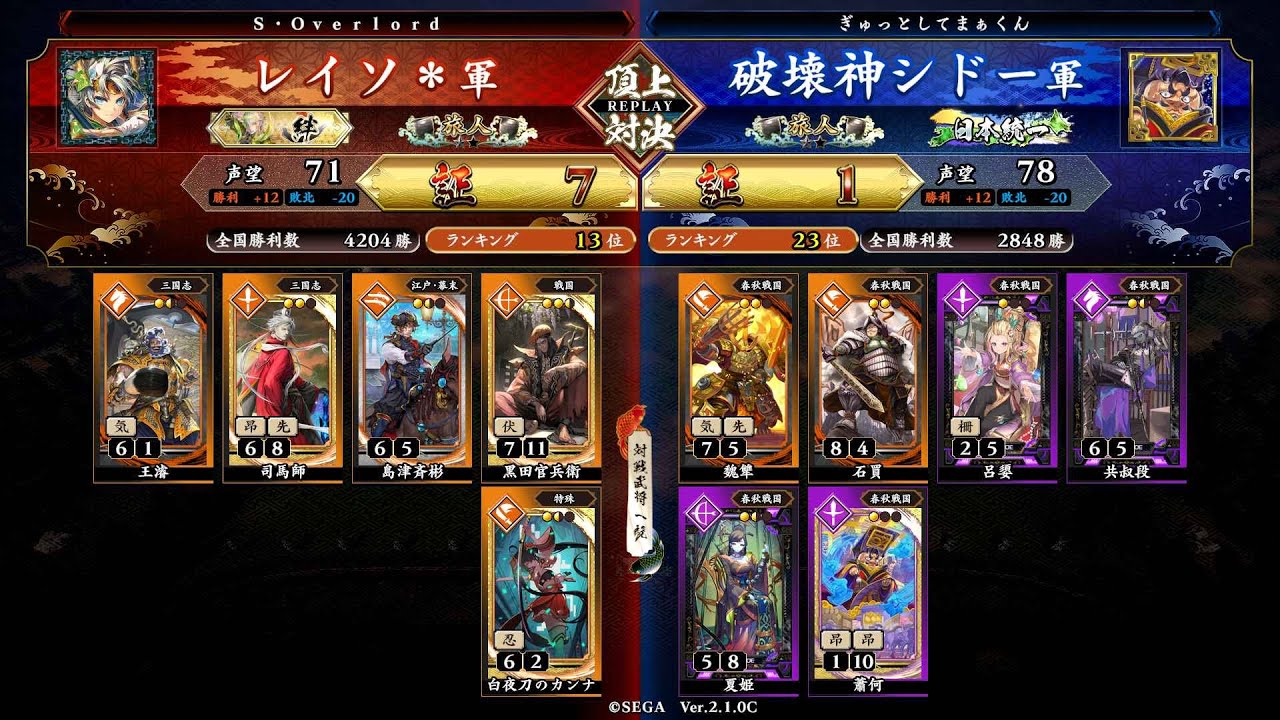 S・Overlord
ぎゅっとしてまぁくん
レイソ＊軍
頂上
REPLAY
対決
破壊神シドー軍
絆
旅人
旅人
日本統一
声望 71
勝利 +12 敗北 -20
証 7
証 1
声望 78
勝利 +12 敗北 -20
全国勝利数 4204勝
ランキング 13位
ランキング 23位
全国勝利数 2848勝
三国志
三国志
江戸・幕末
戦国
春秋戦国
春秋戦国
春秋戦国
春秋戦国
気
昂 先
伏
気 先
柵
6 1
6 8
6 5
7 11
7 5
8 4
2 5
6 5
王濬
司馬師
島津斉彬
黒田官兵衛
魏犨
石買
呂嬃
共叔段
対戦武将一覧
特殊
春秋戦国
春秋戦国
忍
昂 昂
6 2
5 8
1 10
白夜刀のカンナ
夏姫
蕭何
©SEGA Ver.2.1.0C